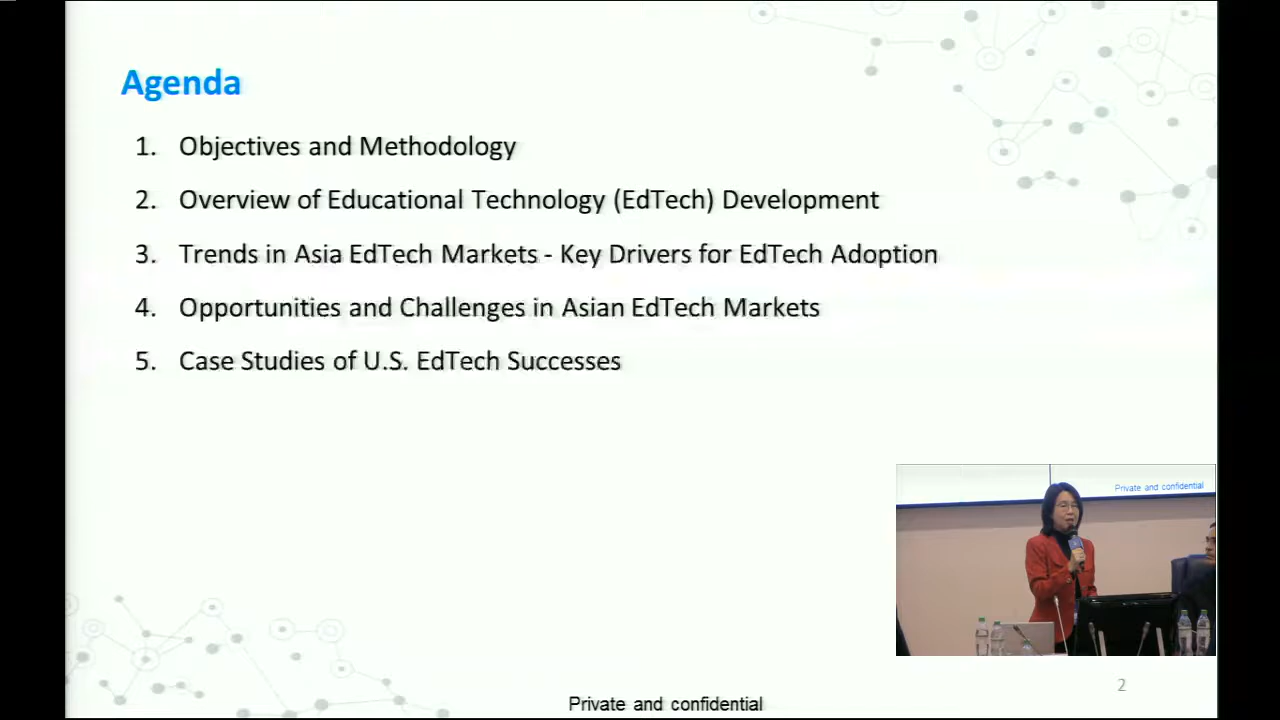 Agenda
1. Objectives and Methodology
2. Overview of Educational Technology (EdTech) Development
3. Trends in Asia EdTech Markets - Key Drivers for EdTech Adoption
4. Opportunities and Challenges in Asian EdTech Markets
5. Case Studies of U.S. EdTech Successes
Private and confidential
2
Private and confidential